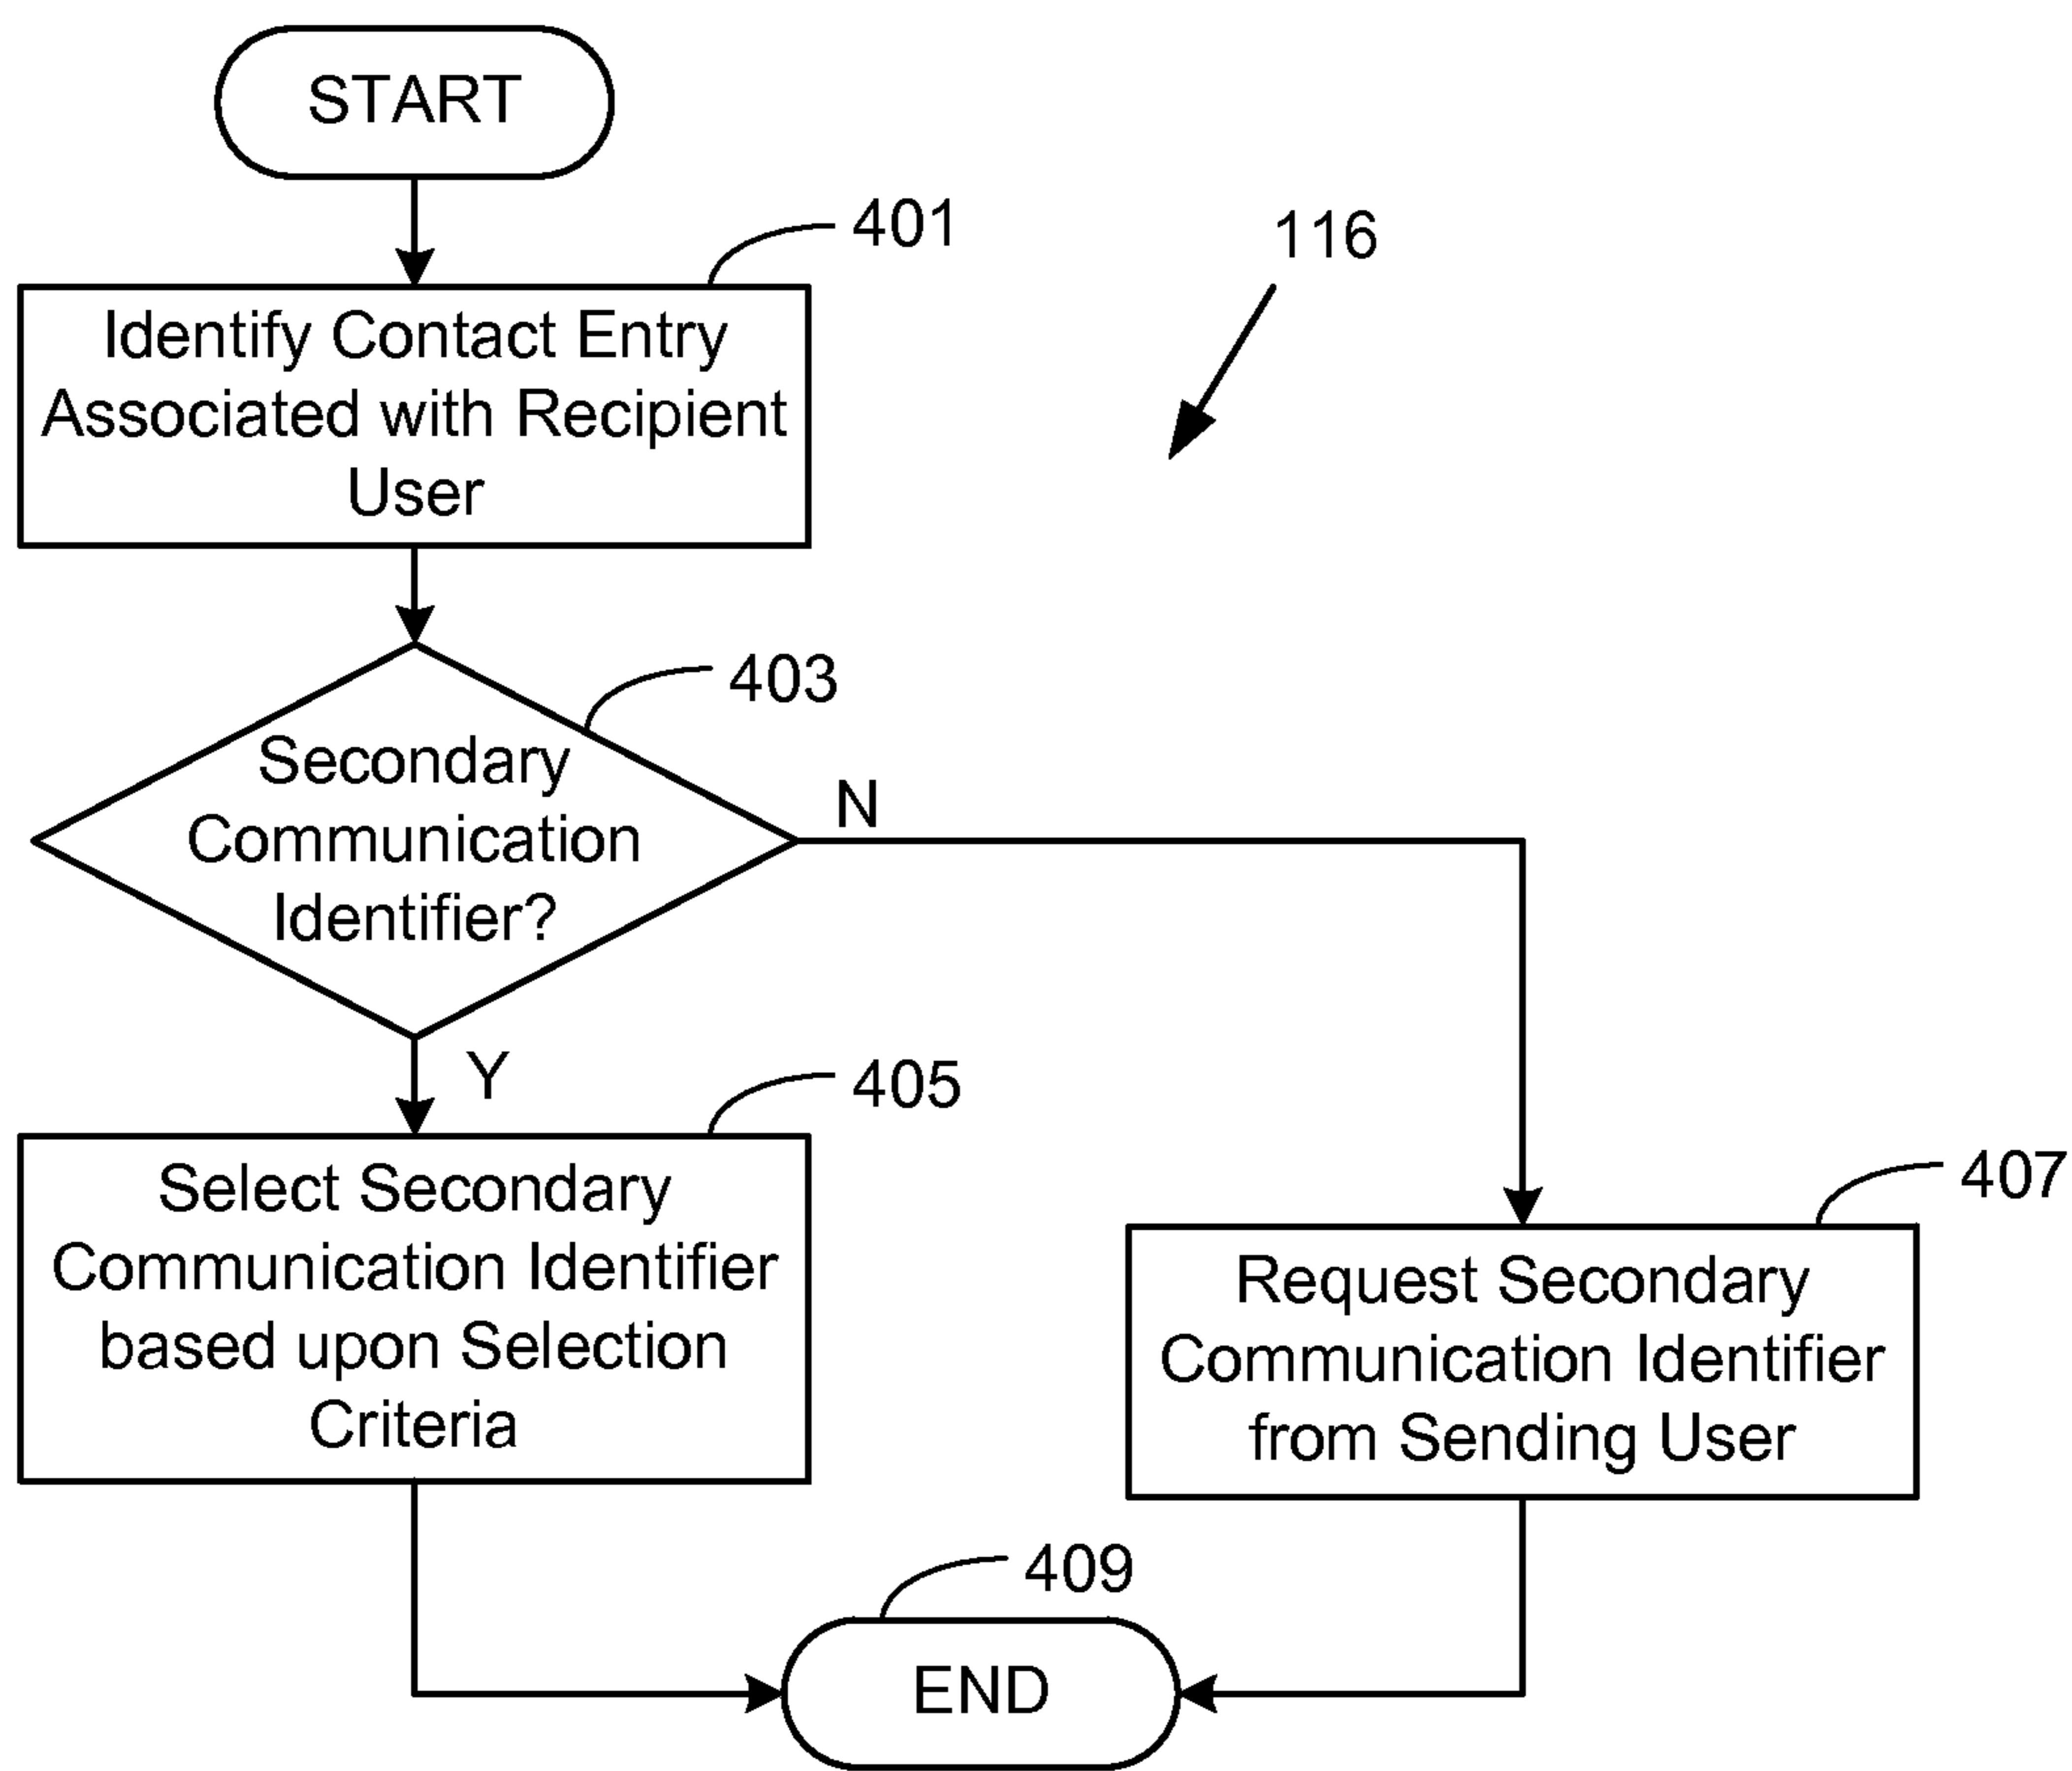 START
401
116
Identify Contact Entry
Associated with Recipient
User
403
Secondary
Communication
Identifier?
N
Y
405
Select Secondary
Communication Identifier
based upon Selection
Criteria
407
Request Secondary
Communication Identifier
from Sending User
409
END